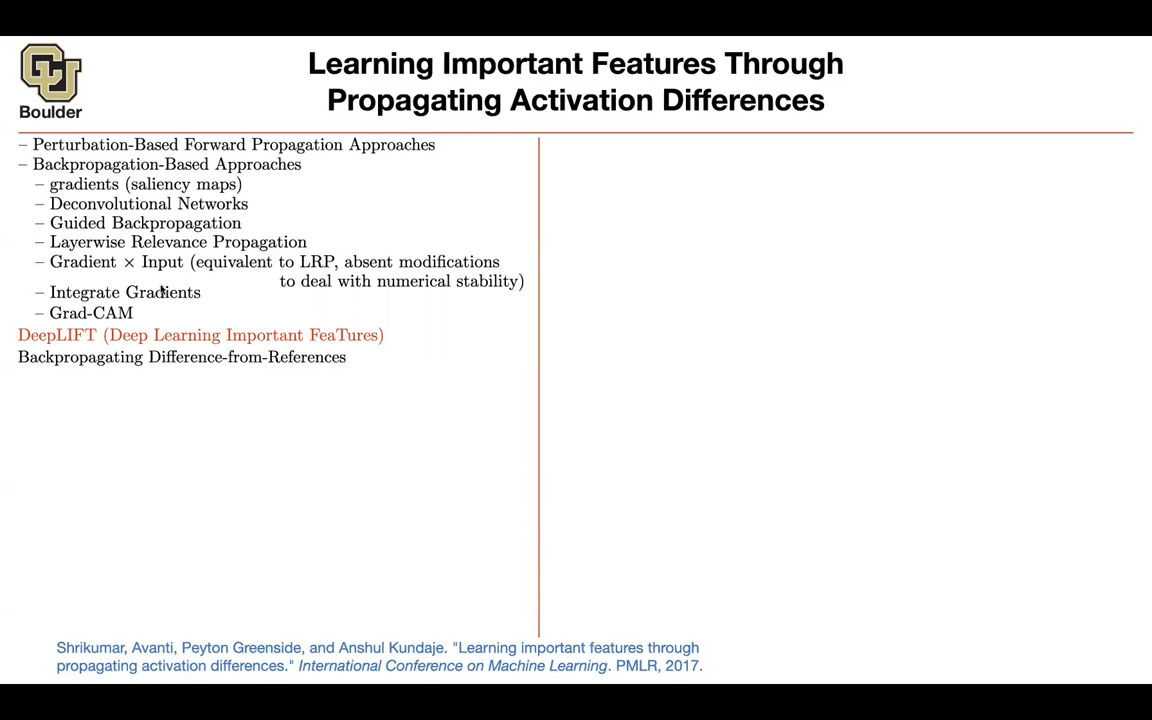 CU
Boulder
Learning Important Features Through
Propagating Activation Differences
– Perturbation-Based Forward Propagation Approaches
– Backpropagation-Based Approaches
– gradients (saliency maps)
– Deconvolutional Networks
– Guided Backpropagation
– Layerwise Relevance Propagation
– Gradient × Input (equivalent to LRP, absent modifications
to deal with numerical stability)
– Integrate Gradients
– Grad-CAM
DeepLIFT (Deep Learning Important FeaTures)
Backpropagating Difference-from-References
Shrikumar, Avanti, Peyton Greenside, and Anshul Kundaje. "Learning important features through
propagating activation differences." International Conference on Machine Learning. PMLR, 2017.